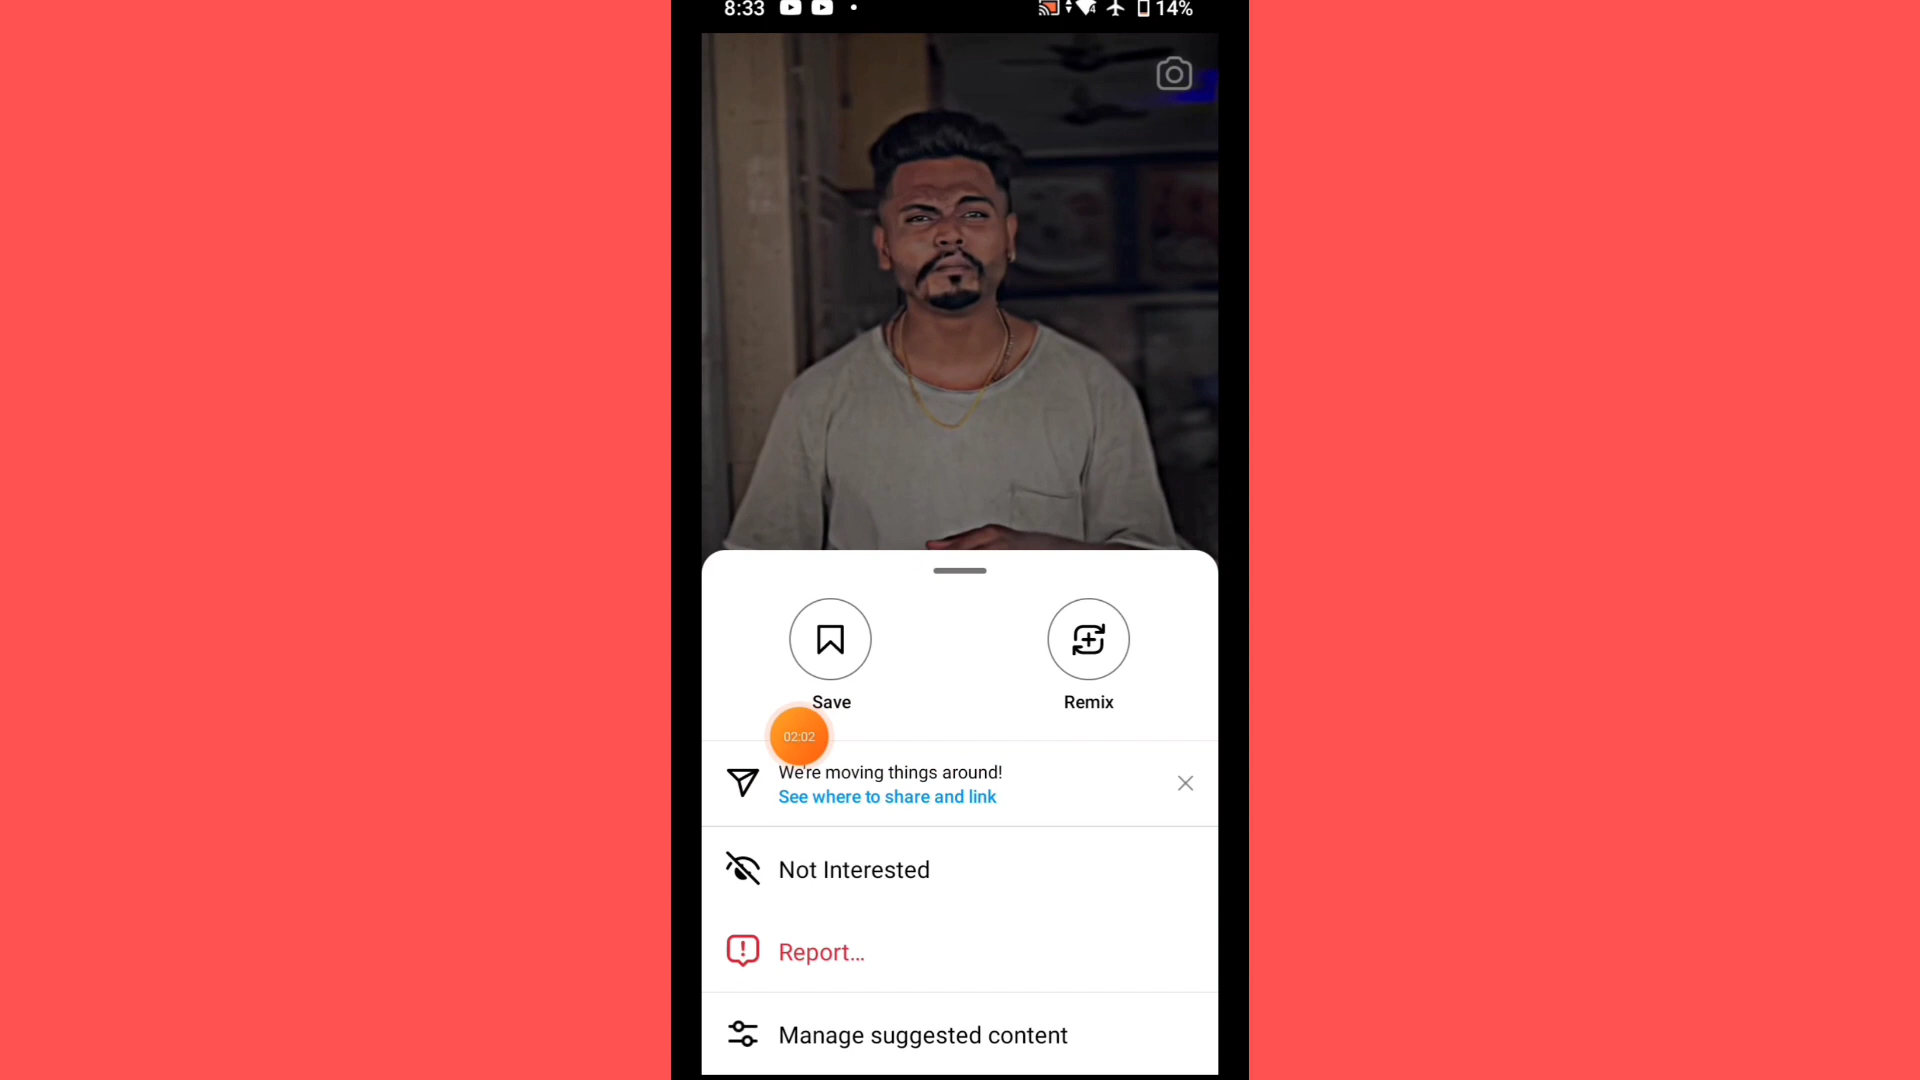 8:33
4
14%
Save
Remix
02:02
We're moving things around!
See where to share and link
Not Interested
Report...
Manage suggested content